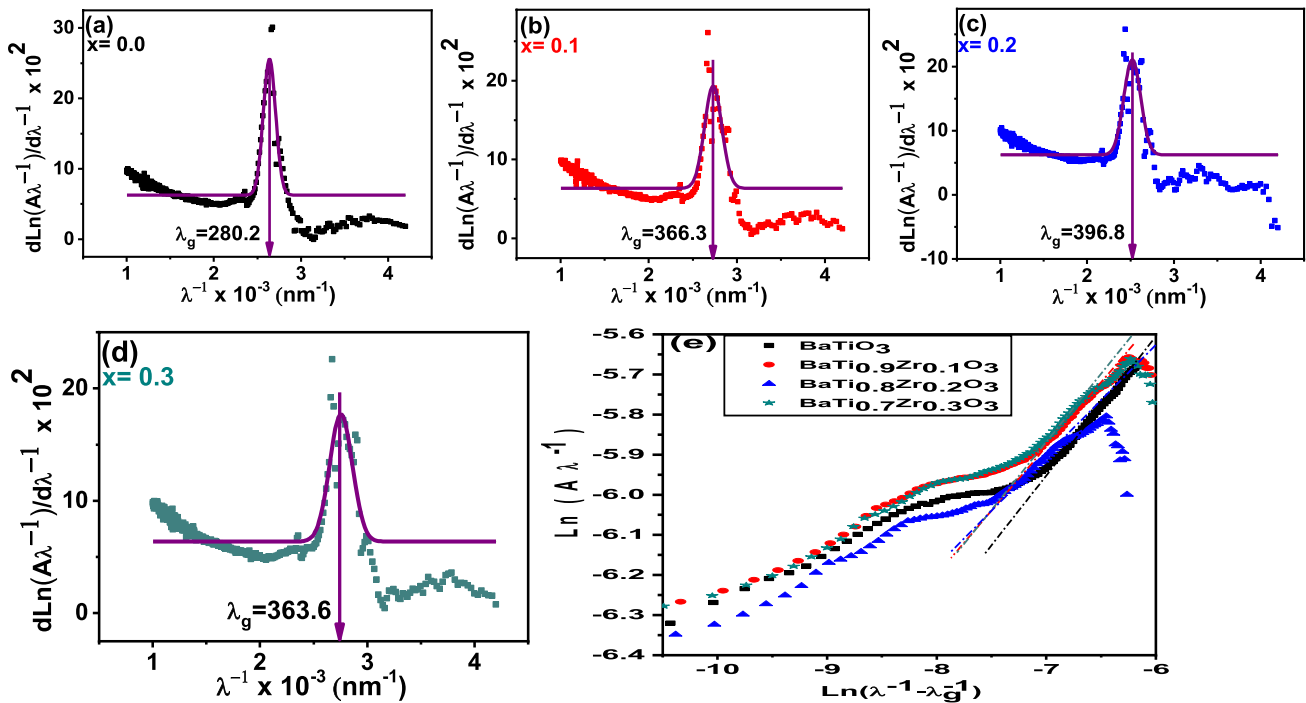 (a)
x= 0.0
dLn(Aλ⁻¹)/dλ⁻¹ x 10²
30
20
10
0
λg=280.2
1 2 3 4
λ⁻¹ x 10⁻³ (nm⁻¹)
(b)
x= 0.1
dLn(Aλ⁻¹)/dλ⁻¹ x 10²
30
20
10
0
λg=366.3
1 2 3 4
λ⁻¹ x 10⁻³ (nm⁻¹)
(c)
x= 0.2
dLn(Aλ⁻¹)/dλ⁻¹ x 10²
20
10
0
-10
λg=396.8
1 2 3 4
λ⁻¹ x 10⁻³ (nm⁻¹)
(d)
x= 0.3
dLn(Aλ⁻¹)/dλ⁻¹ x 10²
20
10
0
λg=363.6
1 2 3 4
λ⁻¹ x 10⁻³ (nm⁻¹)
(e)
BaTiO₃
BaTi₀.₉Zr₀.₁O₃
BaTi₀.₈Zr₀.₂O₃
BaTi₀.₇Zr₀.₃O₃
Ln (A λ⁻¹)
-5.6
-5.7
-5.8
-5.9
-6.0
-6.1
-6.2
-6.3
-6.4
-10 -9 -8 -7 -6
Ln(λ⁻¹-λg⁻¹)